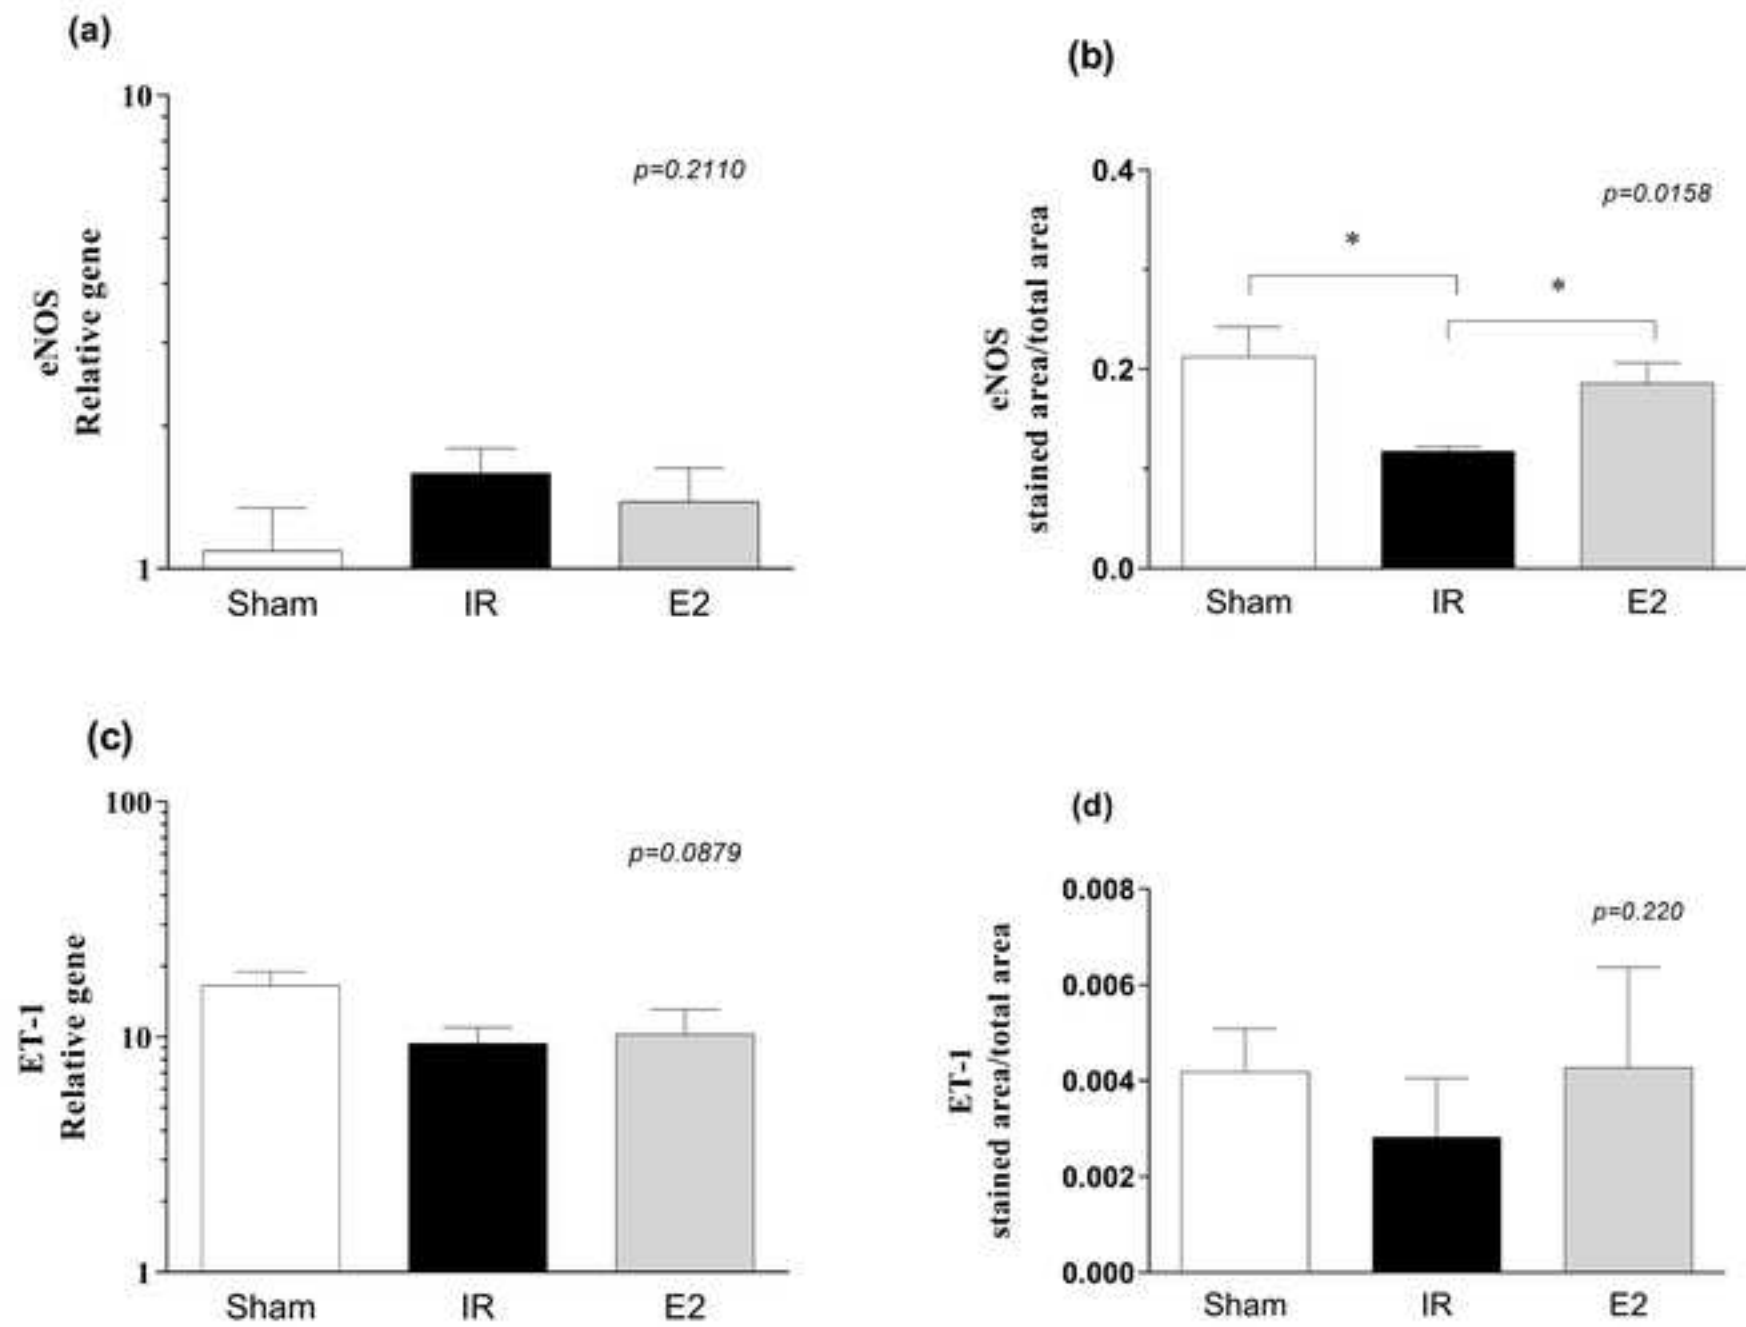 (a)
10
1
eNOS
Relative gene
p=0.2110
Sham IR E2
(b)
0.4
0.2
0.0
eNOS
stained area/total area
p=0.0158
*
*
Sham IR E2
(c)
100
10
1
ET-1
Relative gene
p=0.0879
Sham IR E2
(d)
0.008
0.006
0.004
0.002
0.000
ET-1
stained area/total area
p=0.220
Sham IR E2